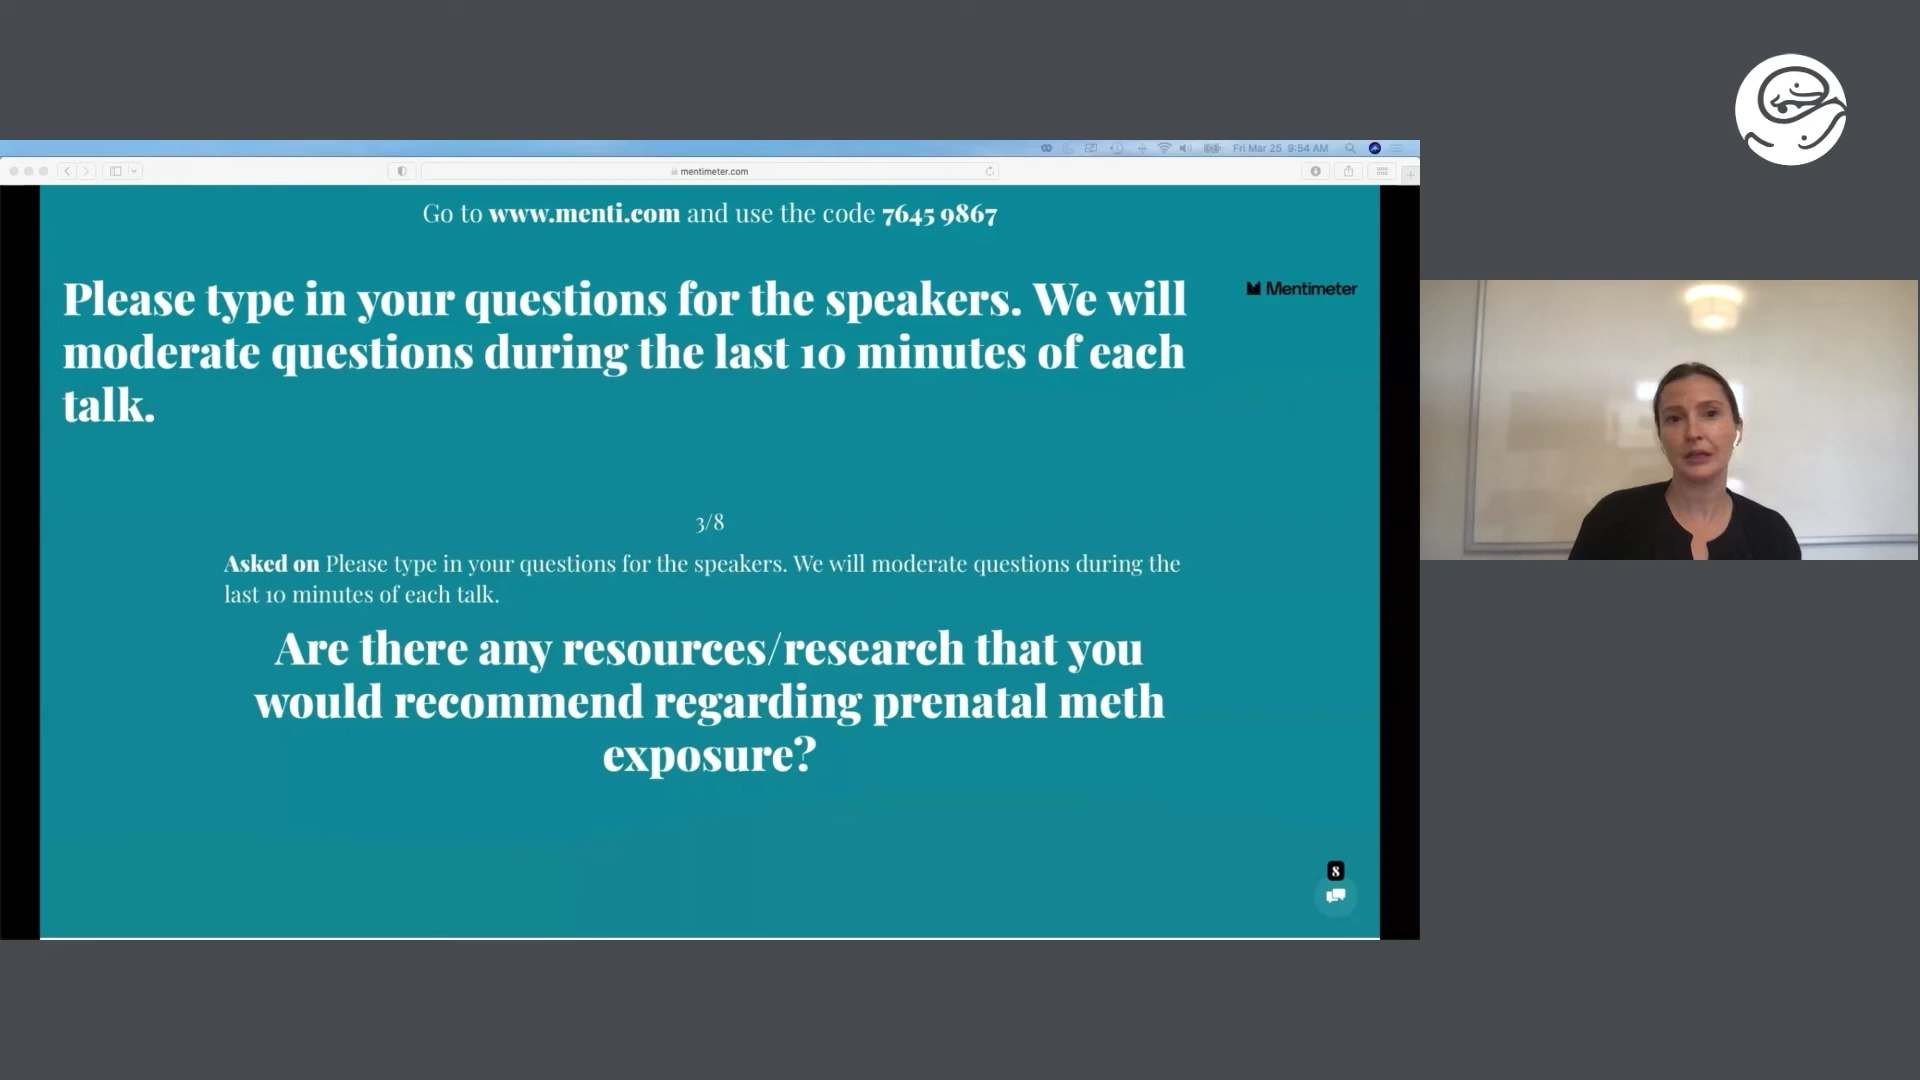 Fri Mar 25 9:54 AM
mentimeter.com
Go to www.menti.com and use the code 7645 9867
Please type in your questions for the speakers. We will
moderate questions during the last 10 minutes of each
talk.
Mentimeter
3/8
Asked on Please type in your questions for the speakers. We will moderate questions during the
last 10 minutes of each talk.
Are there any resources/research that you
would recommend regarding prenatal meth
exposure?
8